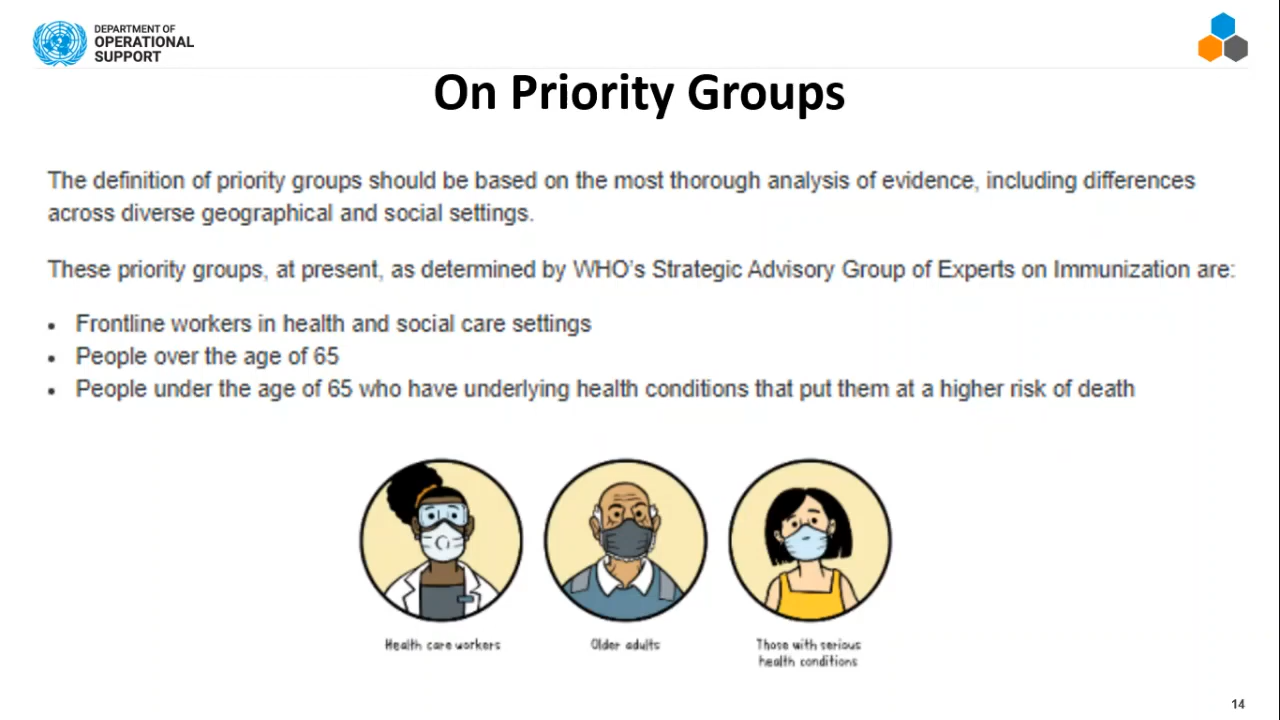 DEPARTMENT OF
OPERATIONAL
SUPPORT
On Priority Groups
The definition of priority groups should be based on the most thorough analysis of evidence, including differences
across diverse geographical and social settings.
These priority groups, at present, as determined by WHO's Strategic Advisory Group of Experts on Immunization are:
• Frontline workers in health and social care settings
• People over the age of 65
• People under the age of 65 who have underlying health conditions that put them at a higher risk of death
Health care workers
Older adults
Those with serious
health conditions
14